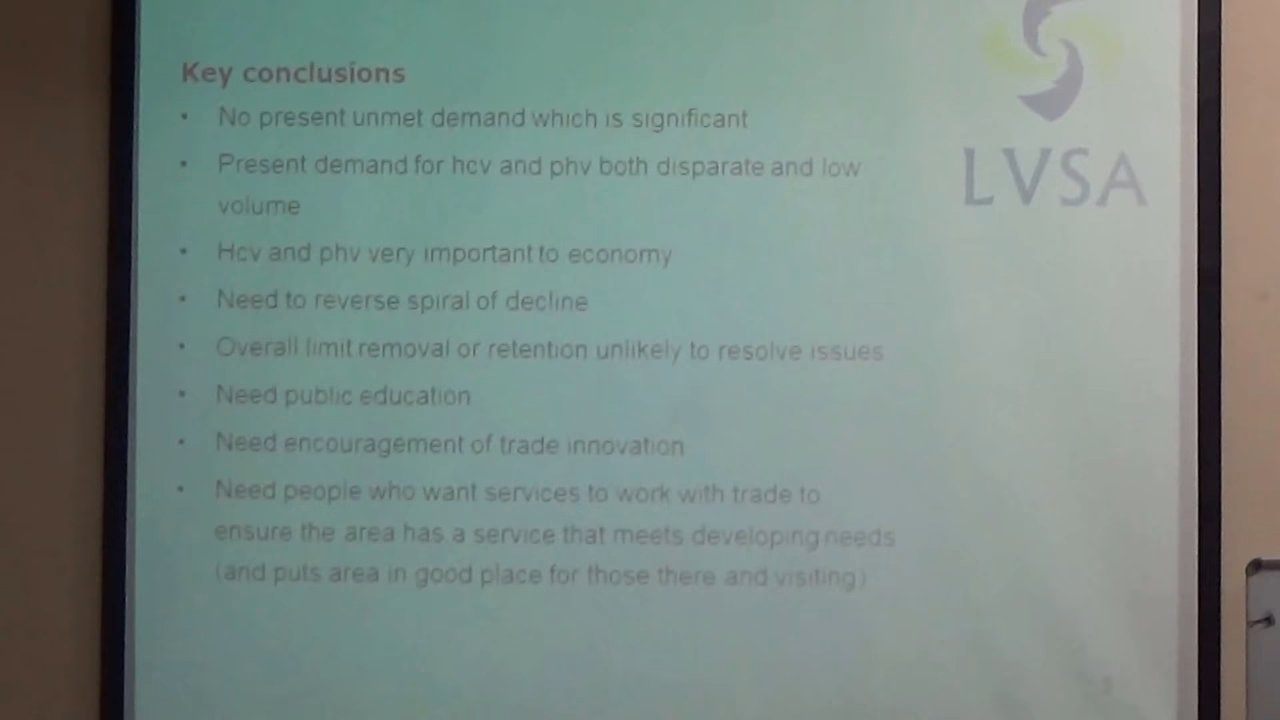 Key conclusions
• No present unmet demand which is significant
• Present demand for hcv and phv both disparate and low
volume
• Hcv and phv very important to economy
• Need to reverse spiral of decline
• Overall limit removal or retention unlikely to resolve issues
• Need public education
• Need encouragement of trade innovation
• Need people who want services to work with trade to
ensure the area has a service that meets developing needs
(and puts area in good place for those there and visiting)
LVSA